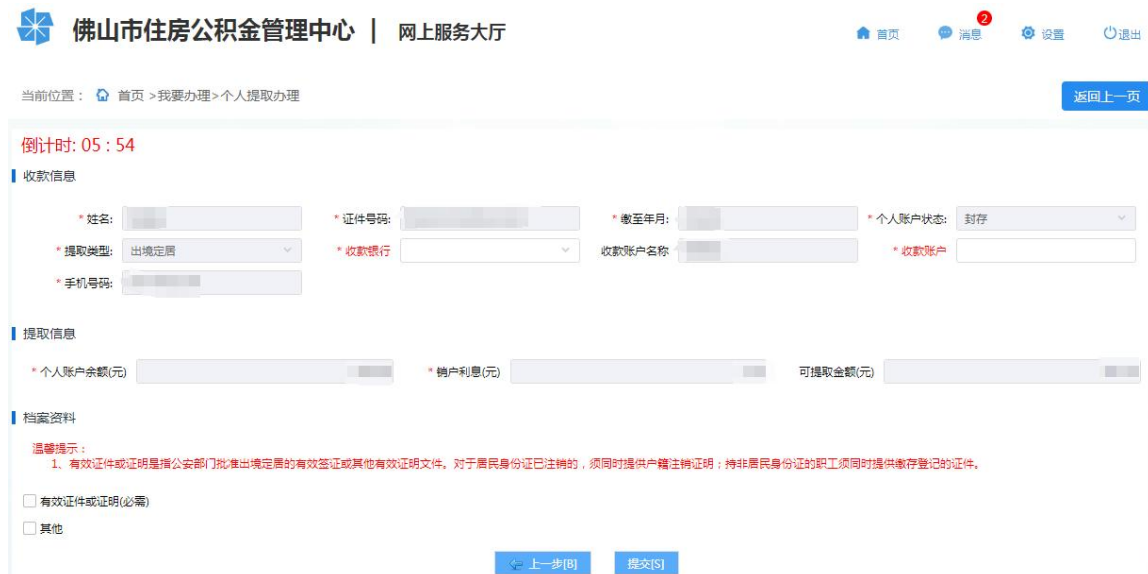 佛山市住房公积金管理中心 | 网上服务大厅
首页 消息 2 设置 退出
当前位置： 首页 >我要办理>个人提取办理
返回上一页
倒计时: 05 : 54
收款信息
* 姓名: * 证件号码: * 缴至年月: * 个人账户状态: 封存
* 提取类型: 出境定居 * 收款银行 收款账户名称 * 收款账户
* 手机号码:
提取信息
* 个人账户余额(元) * 销户利息(元) 可提取金额(元)
档案资料
温馨提示：
1、有效证件或证明是指公安部门批准出境定居的有效签证或其他有效证明文件。对于居民身份证已注销的，须同时提供户籍注销证明；持非居民身份证的职工须同时提供缴存登记的证件。
有效证件或证明(必需)
其他
上一步[B] 提交[S]